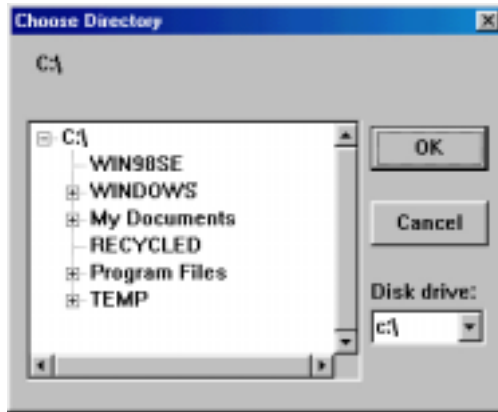 Choose Directory
C:\
C:\
WIN98SE
WINDOWS
My Documents
RECYCLED
Program Files
TEMP
OK
Cancel
Disk drive:
c:\